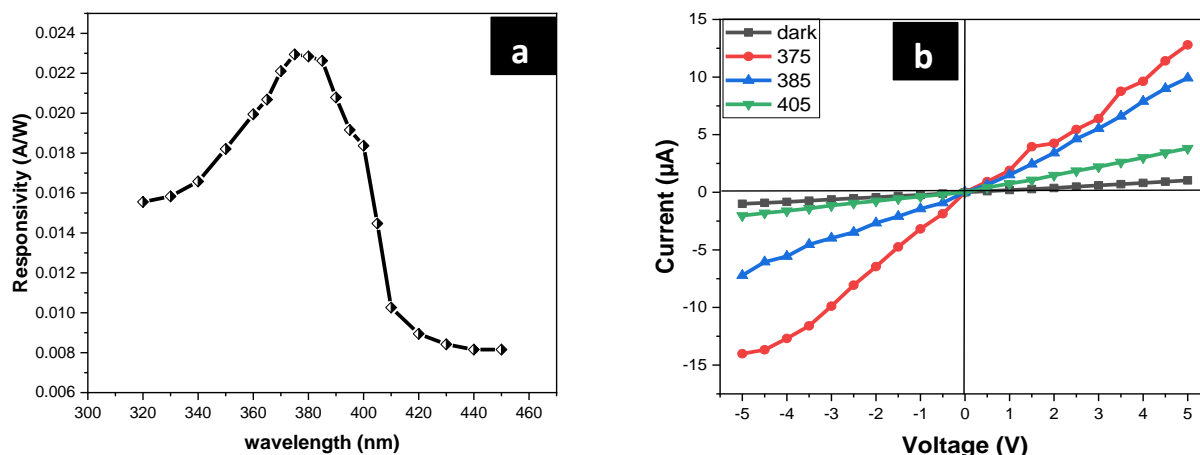 a
Responsivity (A/W)
0.024
0.022
0.020
0.018
0.016
0.014
0.012
0.010
0.008
0.006
300 320 340 360 380 400 420 440 460
wavelength (nm)
b
dark
375
385
405
Current (µA)
15
10
5
0
-5
-10
-15
-5 -4 -3 -2 -1 0 1 2 3 4 5
Voltage (V)